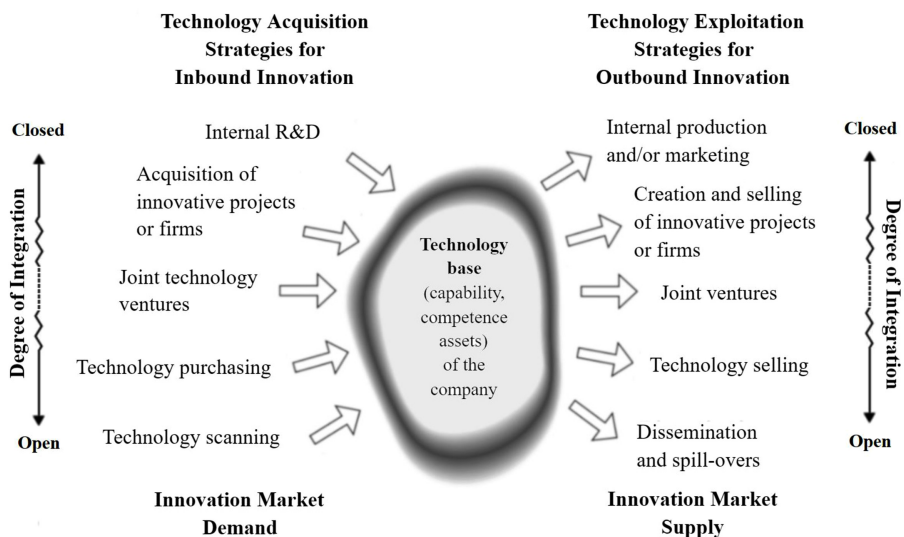 Technology Acquisition
Strategies for
Inbound Innovation
Technology Exploitation
Strategies for
Outbound Innovation
Closed
Degree of Integration
Open
Internal R&D
Acquisition of
innovative projects
or firms
Joint technology
ventures
Technology purchasing
Technology scanning
Technology
base
(capability,
competence
assets)
of the
company
Internal production
and/or marketing
Creation and selling
of innovative projects
or firms
Joint ventures
Technology selling
Dissemination
and spill-overs
Closed
Degree of Integration
Open
Innovation Market
Demand
Innovation Market
Supply